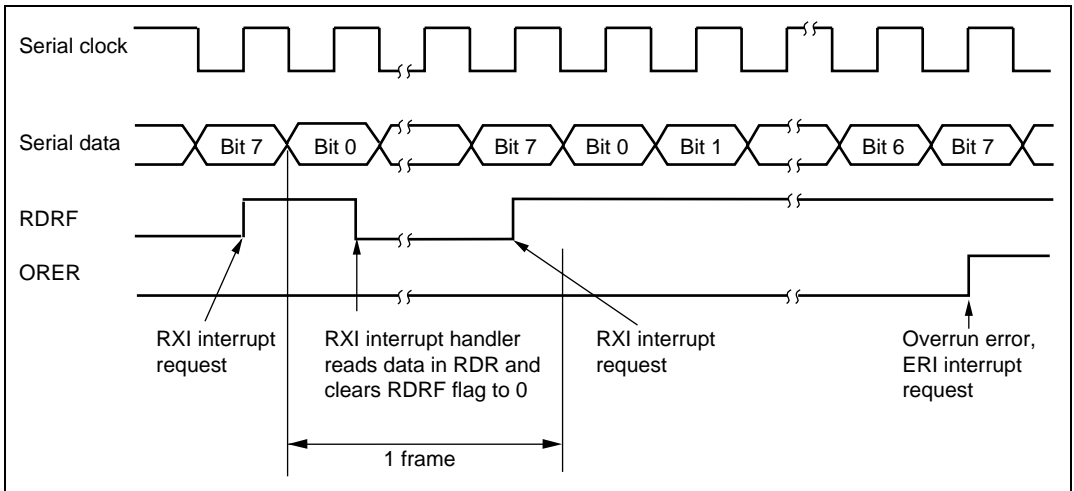 Serial clock
Serial data
Bit 7
Bit 0
Bit 7
Bit 0
Bit 1
Bit 6
Bit 7
RDRF
ORER
RXI interrupt
request
RXI interrupt handler
reads data in RDR and
clears RDRF flag to 0
RXI interrupt
request
Overrun error,
ERI interrupt
request
1 frame